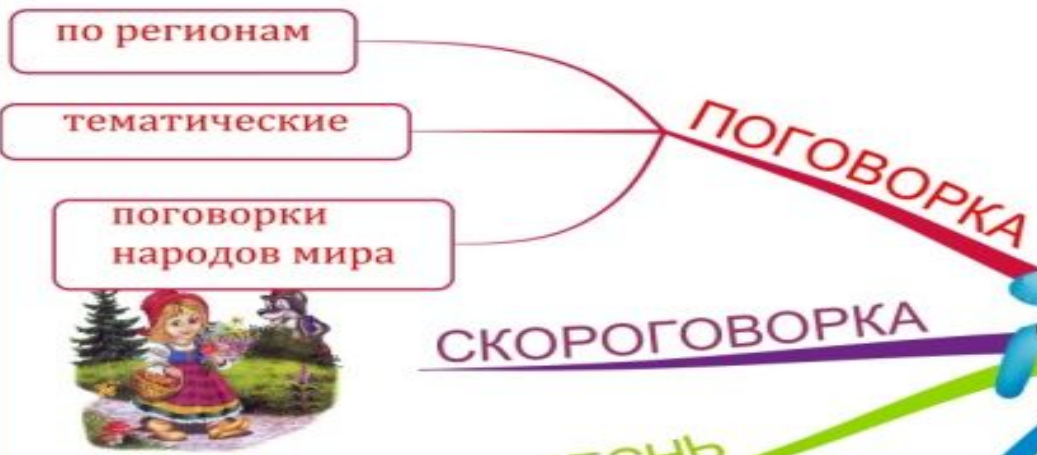 по регионам
тематические
поговорки
народов мира
ПОГОВОРКА
СКОРОГОВОРКА